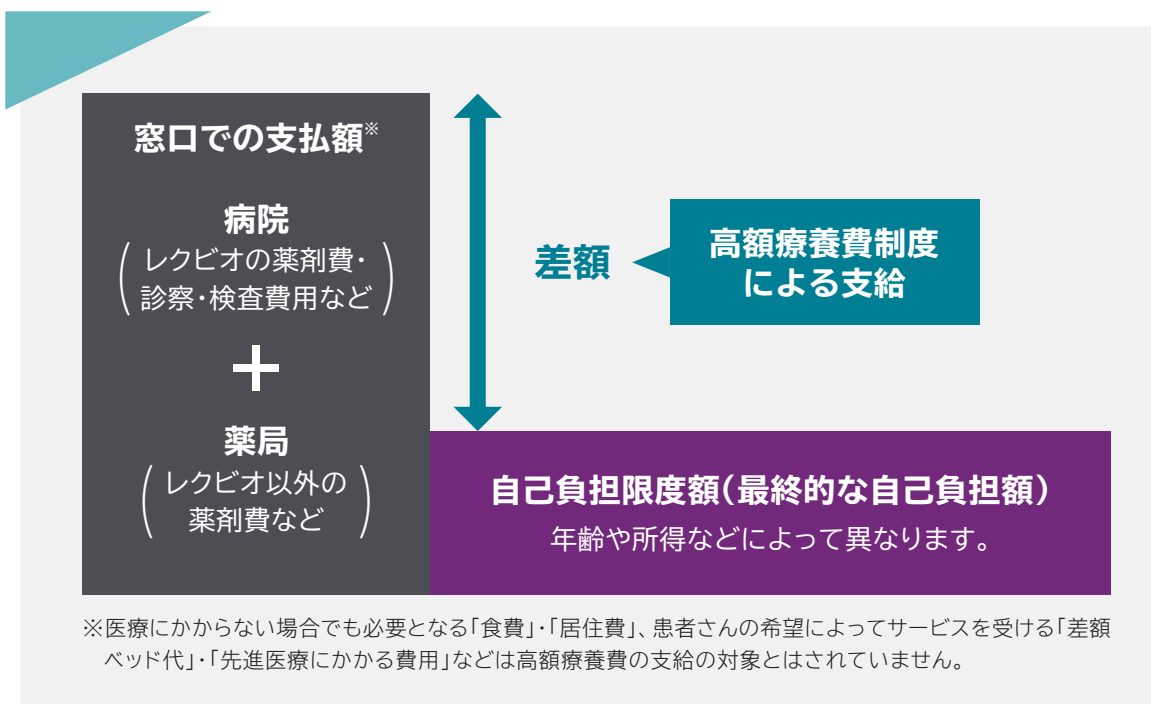 窓口での支払額※
病院
(レクビオの薬剤費・
診察・検査費用など)
+
薬局
(レクビオ以外の
薬剤費など)
差額
高額療養費制度
による支給
自己負担限度額(最終的な自己負担額)
年齢や所得などによって異なります。
※医療にかからない場合でも必要となる「食費」・「居住費」、患者さんの希望によってサービスを受ける「差額
ベッド代」・「先進医療にかかる費用」などは高額療養費の支給の対象とはされていません。